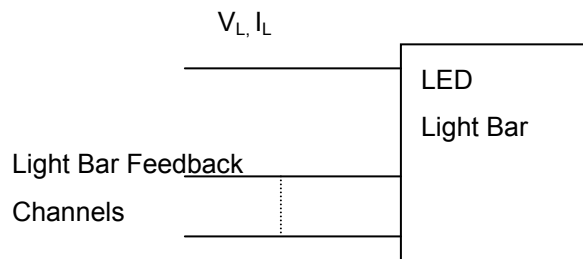 V_L, I_L
LED
Light Bar
Light Bar Feedback
Channels